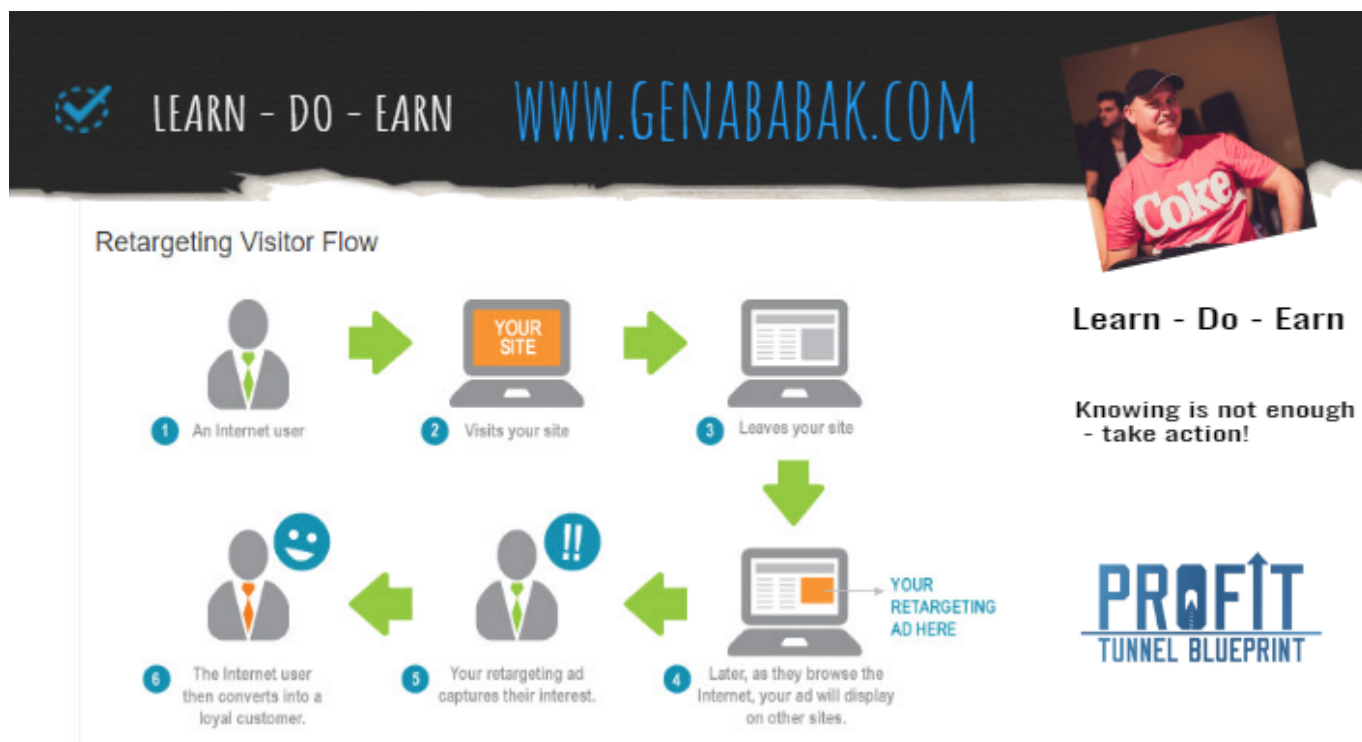 LEARN - DO - EARN
WWW.GENABABAK.COM
Coke
Retargeting Visitor Flow
YOUR
SITE
1 An Internet user
2 Visits your site
3 Leaves your site
YOUR
RETARGETING
AD HERE
4 Later, as they browse the
Internet, your ad will display
on other sites.
!!
5 Your retargeting ad
captures their interest.
6 The Internet user
then converts into a
loyal customer.
Learn - Do - Earn
Knowing is not enough
- take action!
PROFIT
TUNNEL BLUEPRINT